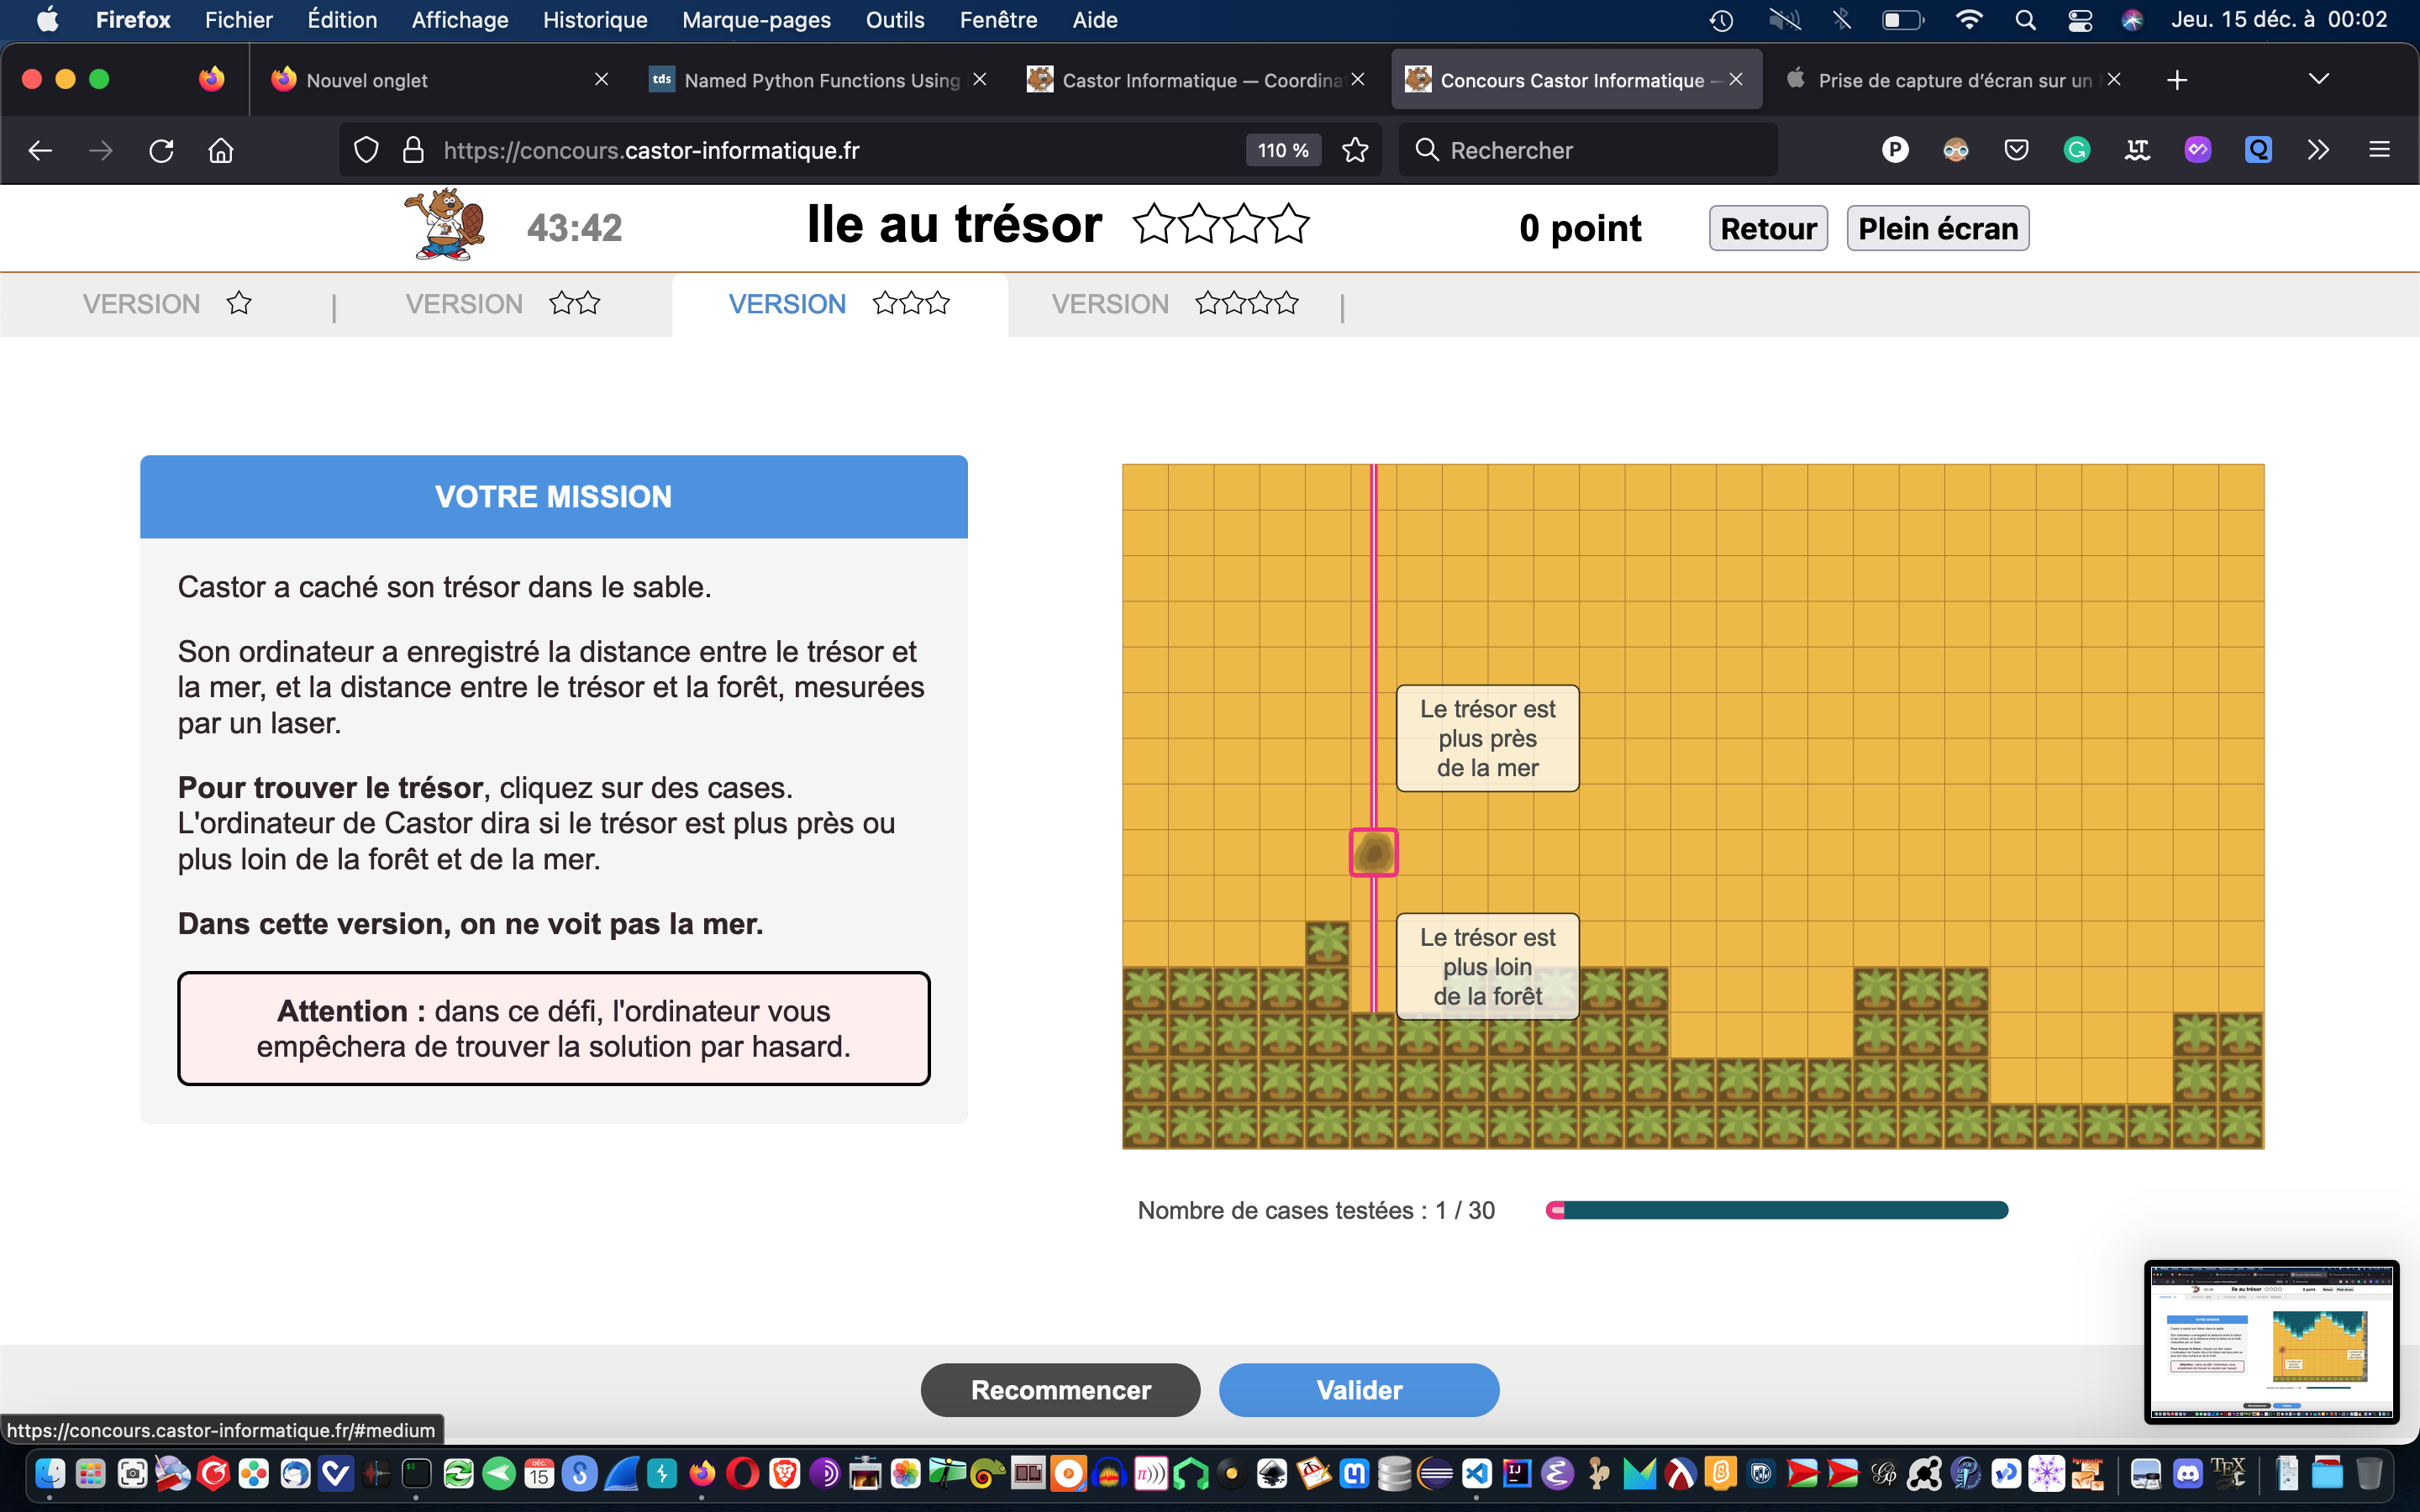 Firefox Fichier Édition Affichage Historique Marque-pages Outils Fenêtre Aide Jeu. 15 déc. à 00:02
Nouvel onglet tds Named Python Functions Using Castor Informatique — Coordina Concours Castor Informatique — Prise de capture d'écran sur un
https://concours.castor-informatique.fr 110 % Rechercher
43:42 Ile au trésor 0 point Retour Plein écran
VERSION | VERSION VERSION VERSION |
VOTRE MISSION
Castor a caché son trésor dans le sable.
Son ordinateur a enregistré la distance entre le trésor et
la mer, et la distance entre le trésor et la forêt, mesurées
par un laser.
Pour trouver le trésor, cliquez sur des cases.
L'ordinateur de Castor dira si le trésor est plus près ou
plus loin de la forêt et de la mer.
Dans cette version, on ne voit pas la mer.
Attention : dans ce défi, l'ordinateur vous
empêchera de trouver la solution par hasard.
Le trésor est
plus près
de la mer
Le trésor est
plus loin
de la forêt
Nombre de cases testées : 1 / 30
Recommencer Valider
https://concours.castor-informatique.fr/#medium